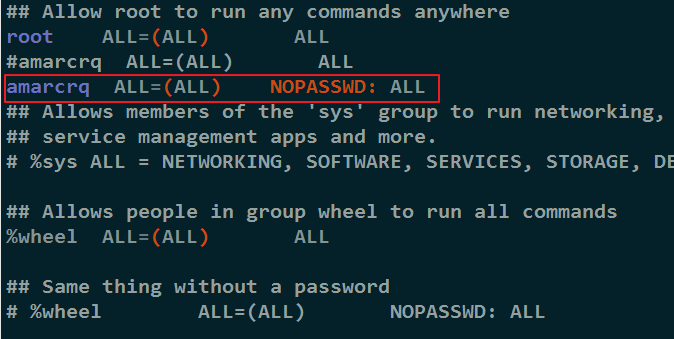 ## Allow root to run any commands anywhere
root    ALL=(ALL)       ALL
#amarcrq  ALL=(ALL)       ALL
amarcrq  ALL=(ALL)    NOPASSWD: ALL
## Allows members of the 'sys' group to run networking,
## service management apps and more.
# %sys ALL = NETWORKING, SOFTWARE, SERVICES, STORAGE, DE
## Allows people in group wheel to run all commands
%wheel  ALL=(ALL)       ALL
## Same thing without a password
# %wheel        ALL=(ALL)       NOPASSWD: ALL